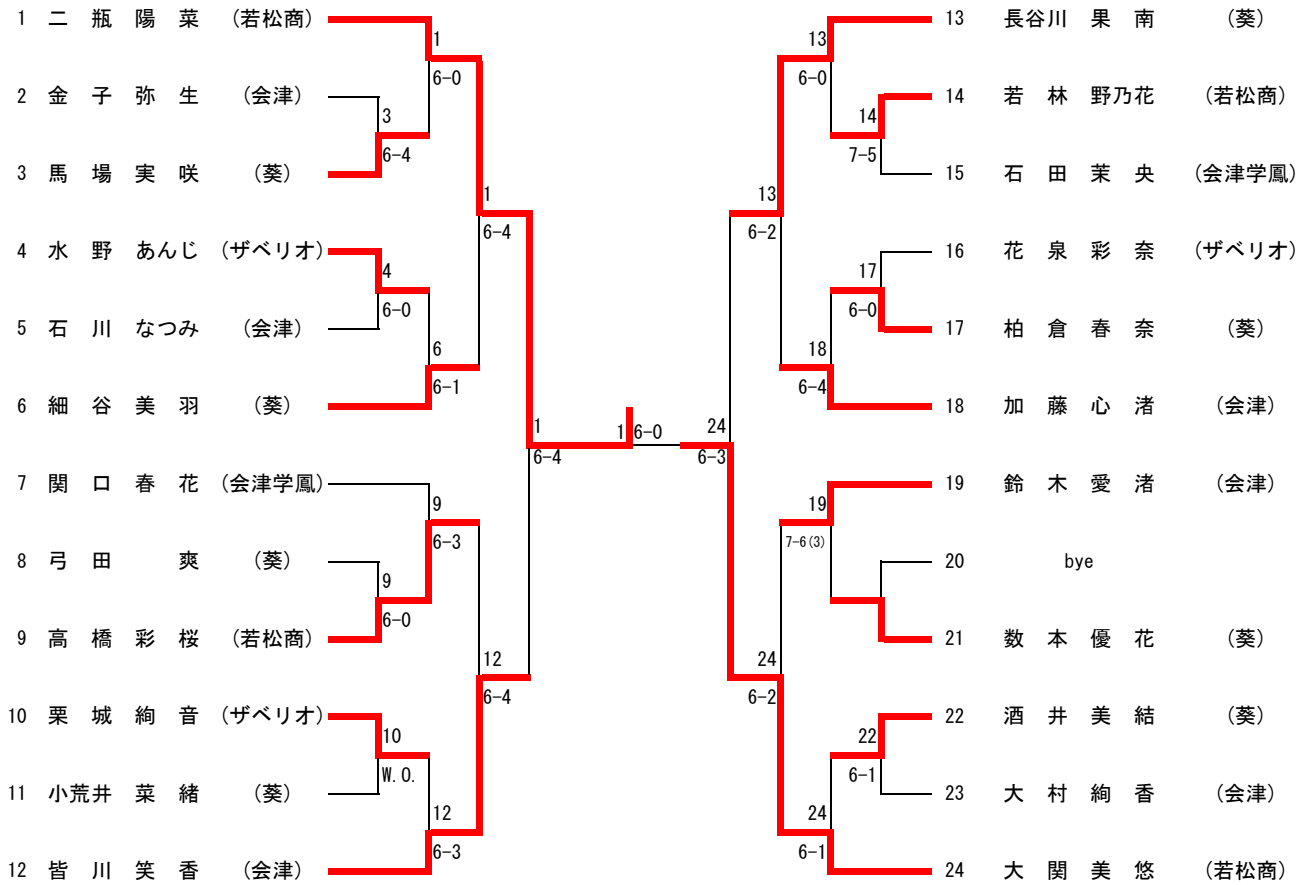 1 二 瓶 陽 菜 (若松商)
1
6-0
2 金 子 弥 生 (会津)
3
6-4
3 馬 場 実 咲 (葵)
1
6-4
4 水 野 あんじ (ザベリオ)
4
6-0
5 石 川 なつみ (会津)
6
6-1
6 細 谷 美 羽 (葵)
1
6-4
7 関 口 春 花 (会津学鳳)
9
6-3
8 弓 田 爽 (葵)
9
6-0
9 高 橋 彩 桜 (若松商)
12
6-4
10 栗 城 絢 音 (ザベリオ)
10
W.O.
11 小荒井 菜 緒 (葵)
12
6-3
12 皆 川 笑 香 (会津)
1 6-0
13 長谷川 果 南 (葵)
13
6-0
14 若 林 野乃花 (若松商)
14
7-5
15 石 田 茉 央 (会津学鳳)
13
6-2
16 花 泉 彩 奈 (ザベリオ)
17
6-0
17 柏 倉 春 奈 (葵)
18
6-4
18 加 藤 心 渚 (会津)
24
6-3
19 鈴 木 愛 渚 (会津)
19
7-6(3)
20 bye
21 数 本 優 花 (葵)
24
6-2
22 酒 井 美 結 (葵)
22
6-1
23 大 村 絢 香 (会津)
24
6-1
24 大 関 美 悠 (若松商)